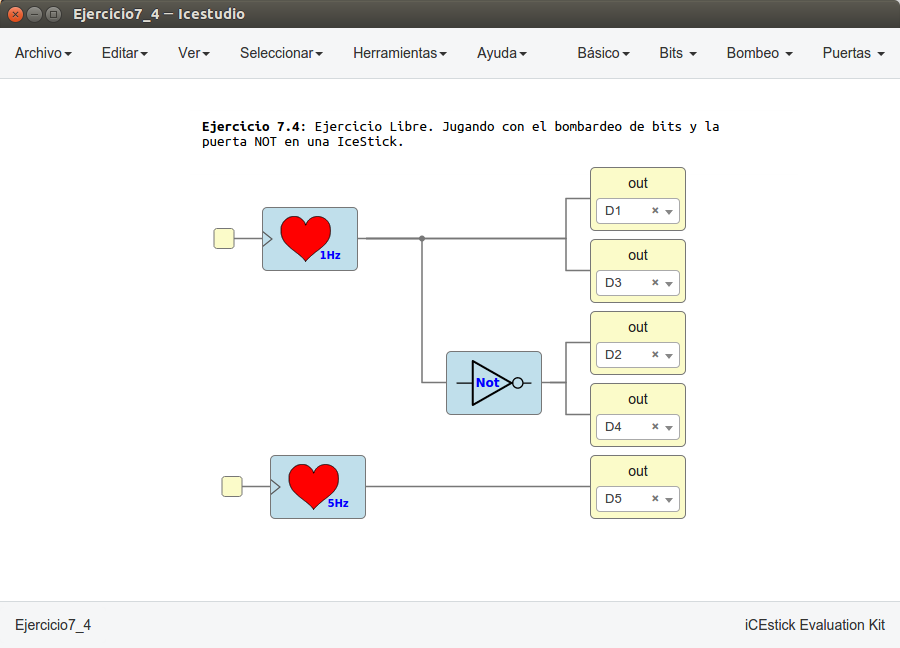 Ejercicio7_4 — Icestudio
Archivo Editar Ver Seleccionar Herramientas Ayuda Básico Bits Bombeo Puertas
Ejercicio 7.4: Ejercicio Libre. Jugando con el bombardeo de bits y la
puerta NOT en una IceStick.
out
D1
1Hz
out
D3
out
D2
Not
out
D4
out
D5
5Hz
Ejercicio7_4 iCEstick Evaluation Kit